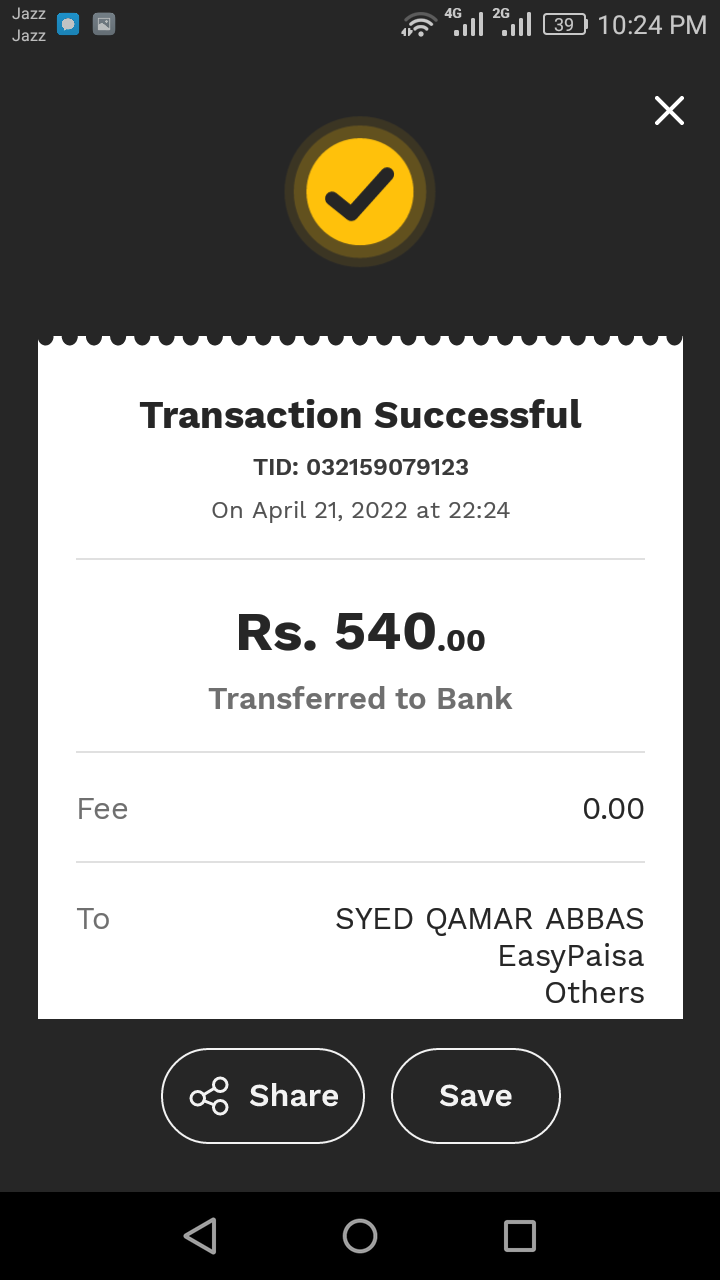 Jazz
Jazz
4G 2G 39 10:24 PM
Transaction Successful
TID: 032159079123
On April 21, 2022 at 22:24
Rs. 540.00
Transferred to Bank
Fee 0.00
To SYED QAMAR ABBAS
EasyPaisa
Others
Share Save